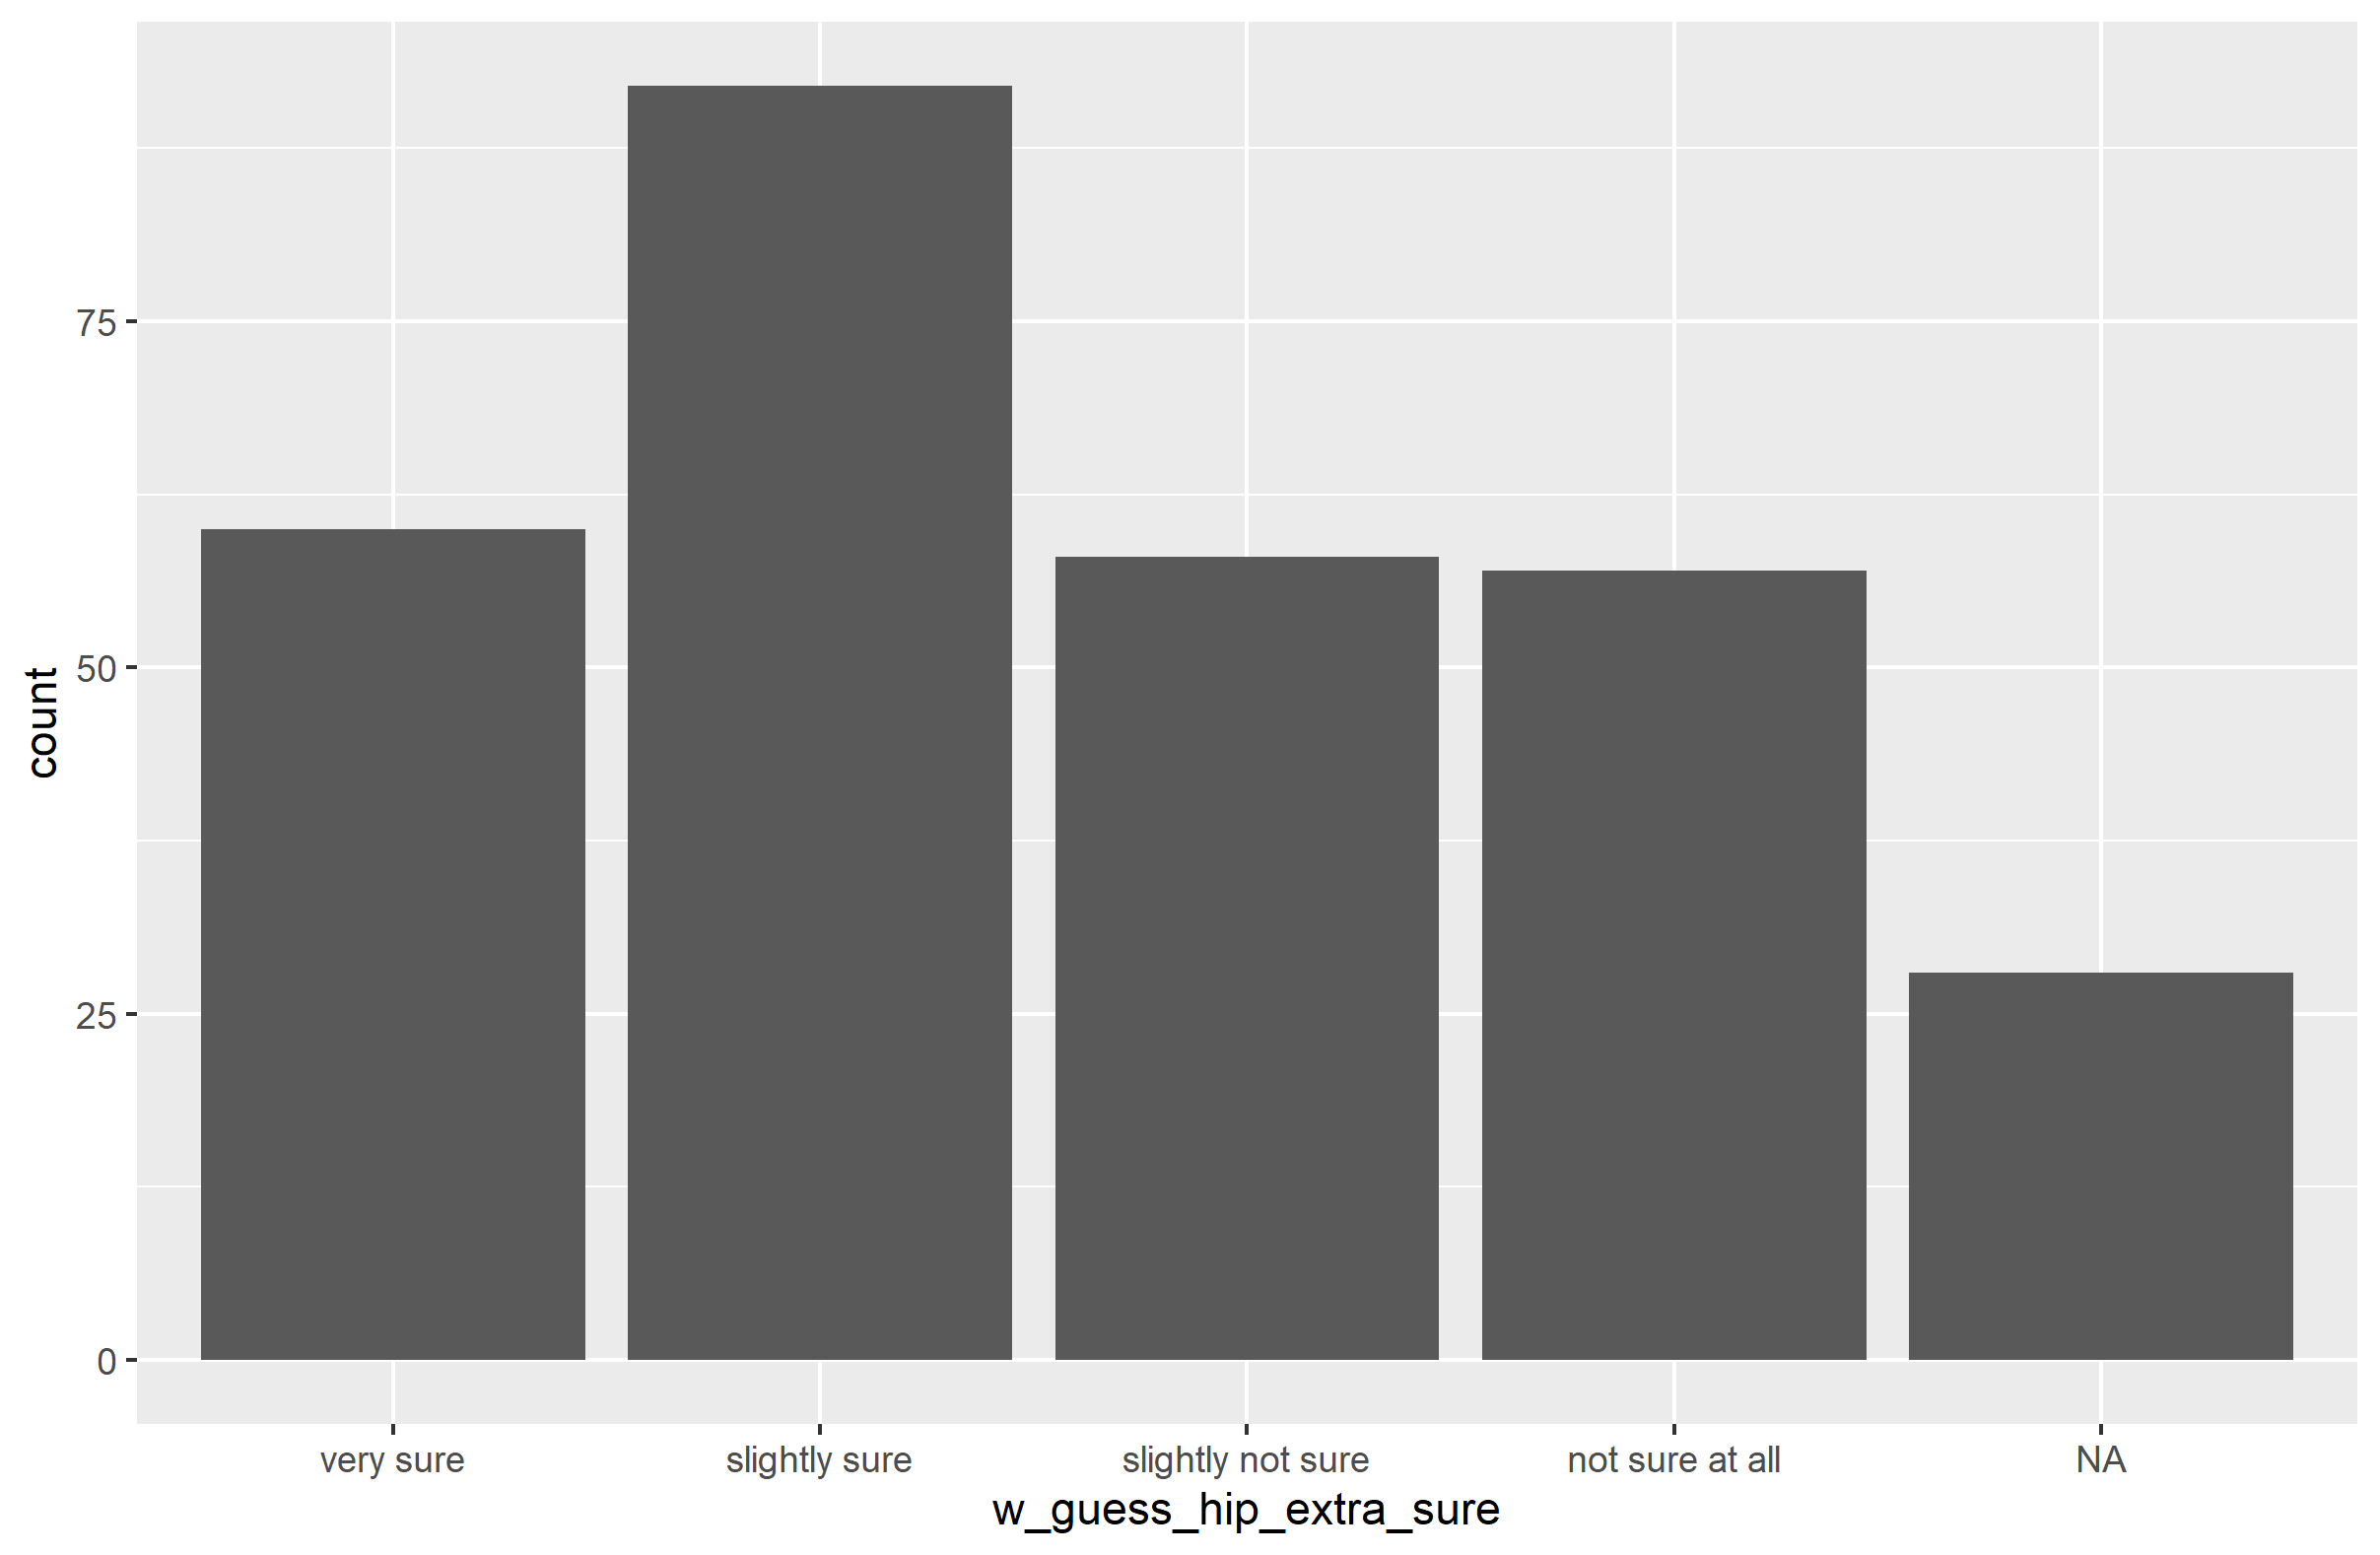 count
75
50
25
0
very sure slightly sure slightly not sure not sure at all NA
w_guess_hip_extra_sure